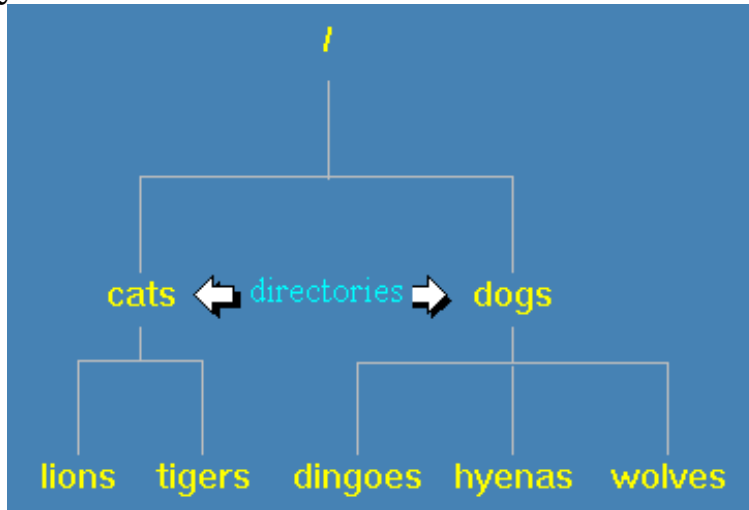 /
cats directories dogs
lions tigers dingoes hyenas wolves